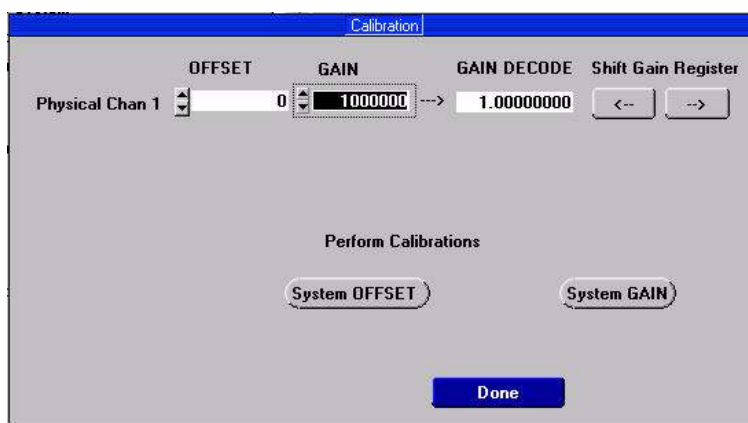 Calibration
OFFSET GAIN GAIN DECODE Shift Gain Register
Physical Chan 1 0 1000000 ---> 1.00000000 <-- -->
Perform Calibrations
System OFFSET System GAIN
Done